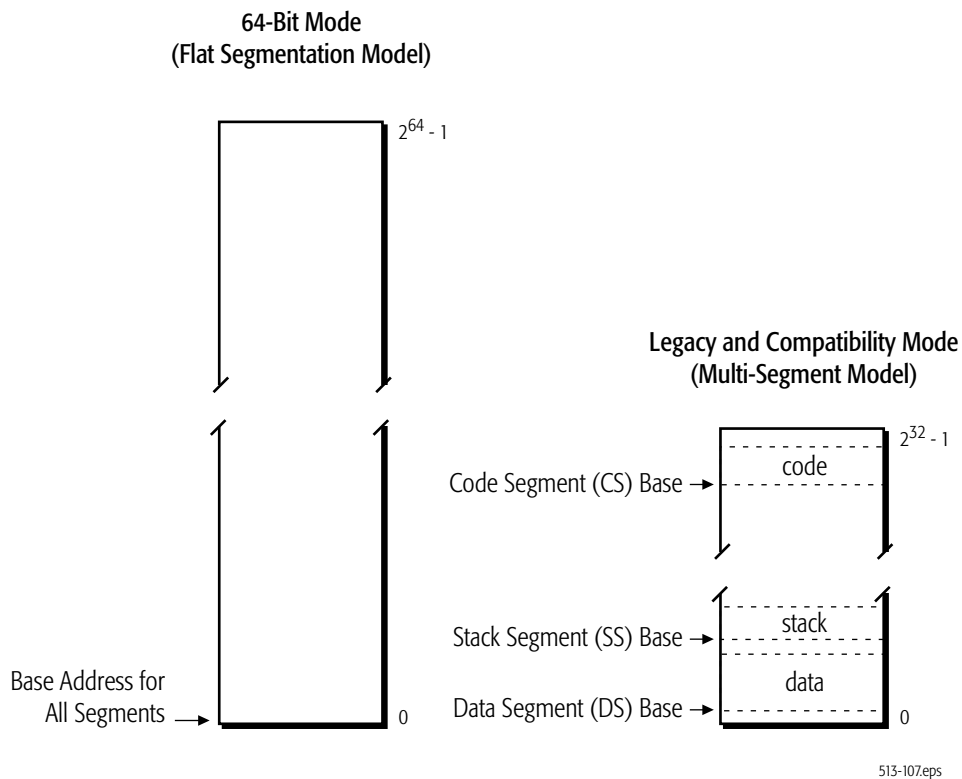 64-Bit Mode
(Flat Segmentation Model)
2^64 - 1
Legacy and Compatibility Mode
(Multi-Segment Model)
2^32 - 1
code
Code Segment (CS) Base
stack
Stack Segment (SS) Base
data
Base Address for
All Segments
0
Data Segment (DS) Base
0
513-107.eps